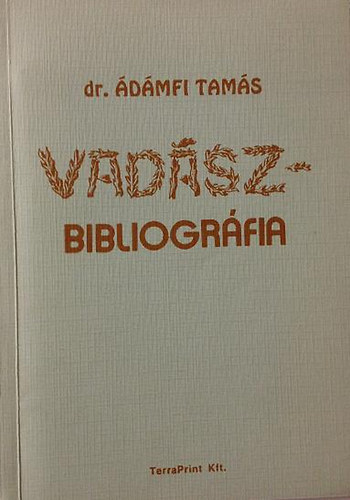 dr. ÁDÁMFI TAMÁS
VADÁSZ-
BIBLIOGRÁFIA
TerraPrint Kft.